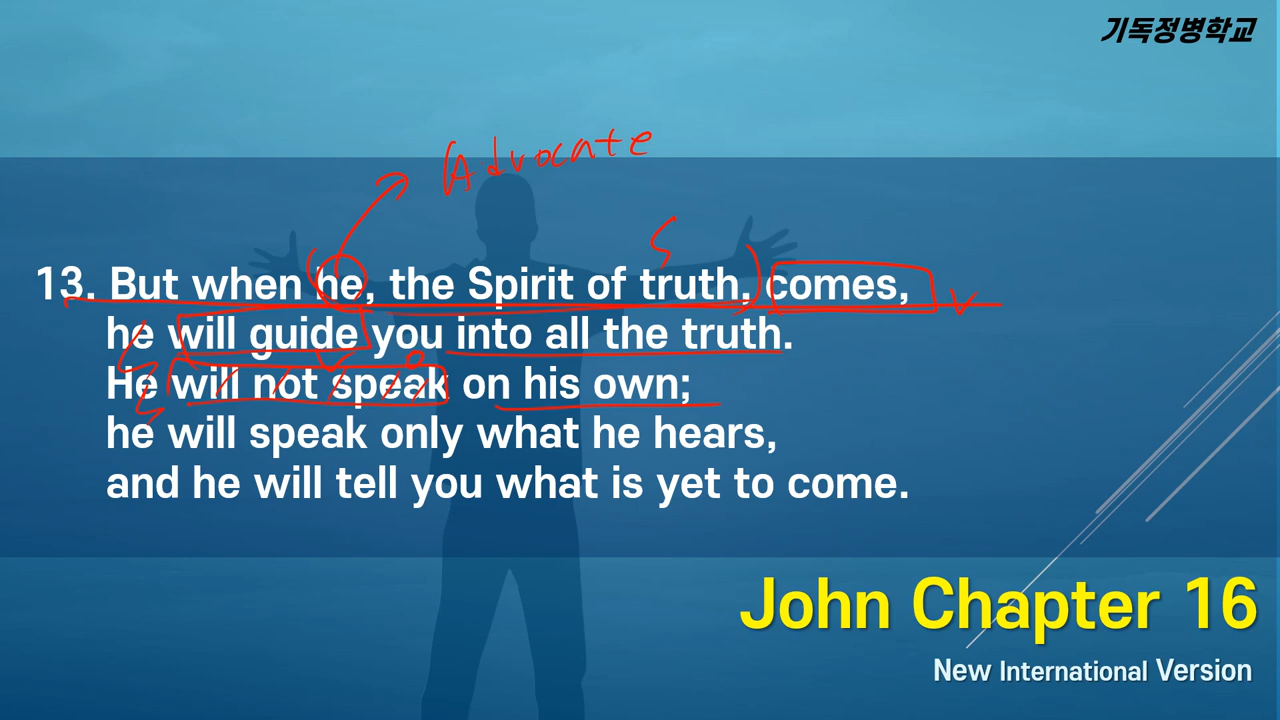 기독정병학교
Advocate
S
13. But when he, the Spirit of truth, comes,
V
he will guide you into all the truth.
He will not speak on his own;
he will speak only what he hears,
and he will tell you what is yet to come.
John Chapter 16
New International Version